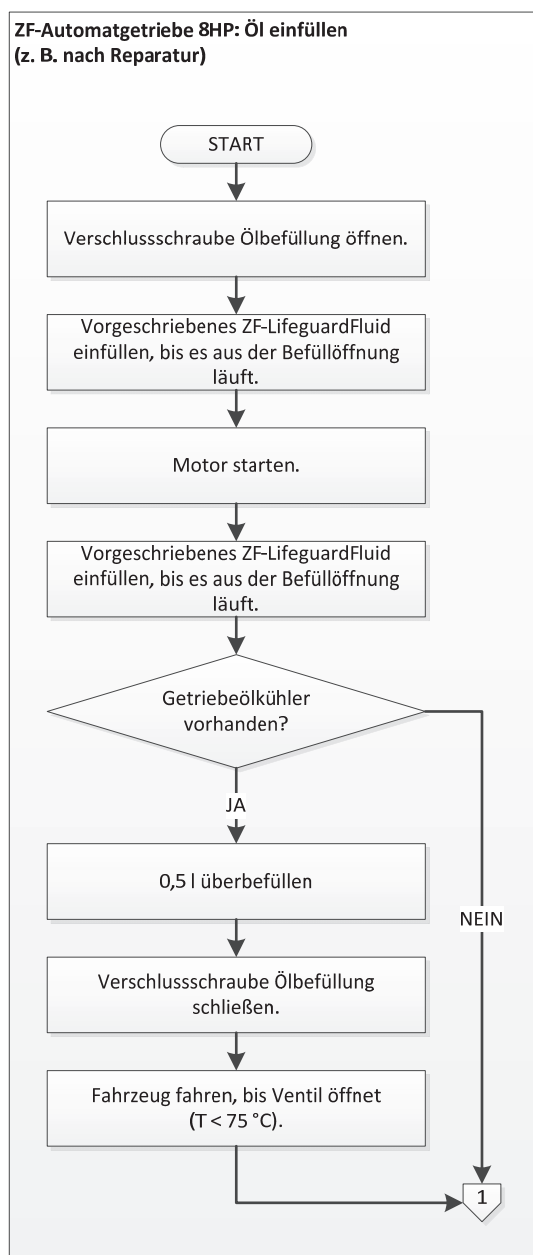 ZF-Automatgetriebe 8HP: Öl einfüllen
(z. B. nach Reparatur)
START
Verschlussschraube Ölbefüllung öffnen.
Vorgeschriebenes ZF-LifeguardFluid
einfüllen, bis es aus der Befüllöffnung
läuft.
Motor starten.
Vorgeschriebenes ZF-LifeguardFluid
einfüllen, bis es aus der Befüllöffnung
läuft.
Getriebeölkühler
vorhanden?
JA
0,5 l überbefüllen
NEIN
Verschlussschraube Ölbefüllung
schließen.
Fahrzeug fahren, bis Ventil öffnet
(T < 75 °C).
1